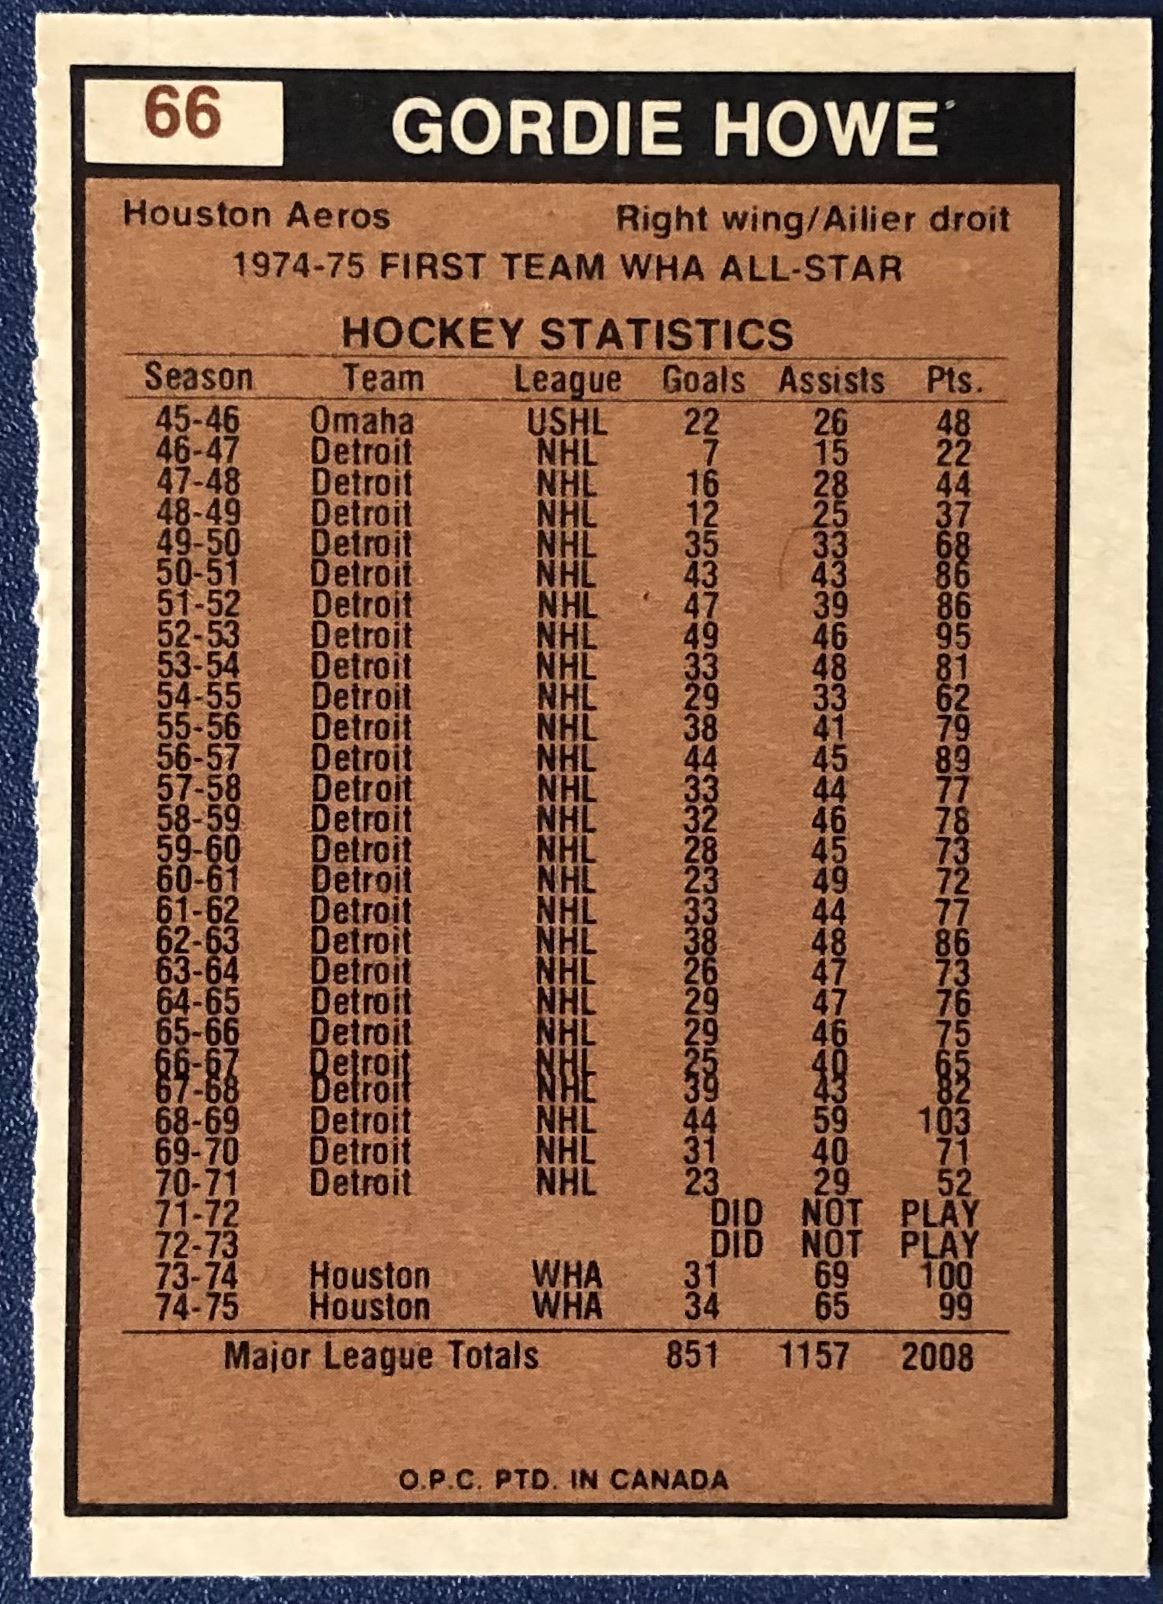 66 GORDIE HOWE
Houston Aeros Right wing/Ailier droit
1974-75 FIRST TEAM WHA ALL-STAR
HOCKEY STATISTICS
Season Team League Goals Assists Pts.
45-46 Omaha USHL 22 26 48
46-47 Detroit NHL 7 15 22
47-48 Detroit NHL 16 28 44
48-49 Detroit NHL 12 25 37
49-50 Detroit NHL 35 33 68
50-51 Detroit NHL 43 43 86
51-52 Detroit NHL 47 39 86
52-53 Detroit NHL 49 46 95
53-54 Detroit NHL 33 48 81
54-55 Detroit NHL 29 33 62
55-56 Detroit NHL 38 41 79
56-57 Detroit NHL 44 45 89
57-58 Detroit NHL 33 44 77
58-59 Detroit NHL 32 46 78
59-60 Detroit NHL 28 45 73
60-61 Detroit NHL 23 49 72
61-62 Detroit NHL 33 44 77
62-63 Detroit NHL 38 48 86
63-64 Detroit NHL 26 47 73
64-65 Detroit NHL 29 47 76
65-66 Detroit NHL 29 46 75
66-67 Detroit NHL 25 40 65
67-68 Detroit NHL 39 43 82
68-69 Detroit NHL 44 59 103
69-70 Detroit NHL 31 40 71
70-71 Detroit NHL 23 29 52
71-72 DID NOT PLAY
72-73 DID NOT PLAY
73-74 Houston WHA 31 69 100
74-75 Houston WHA 34 65 99
Major League Totals 851 1157 2008
O.P.C. PTD. IN CANADA